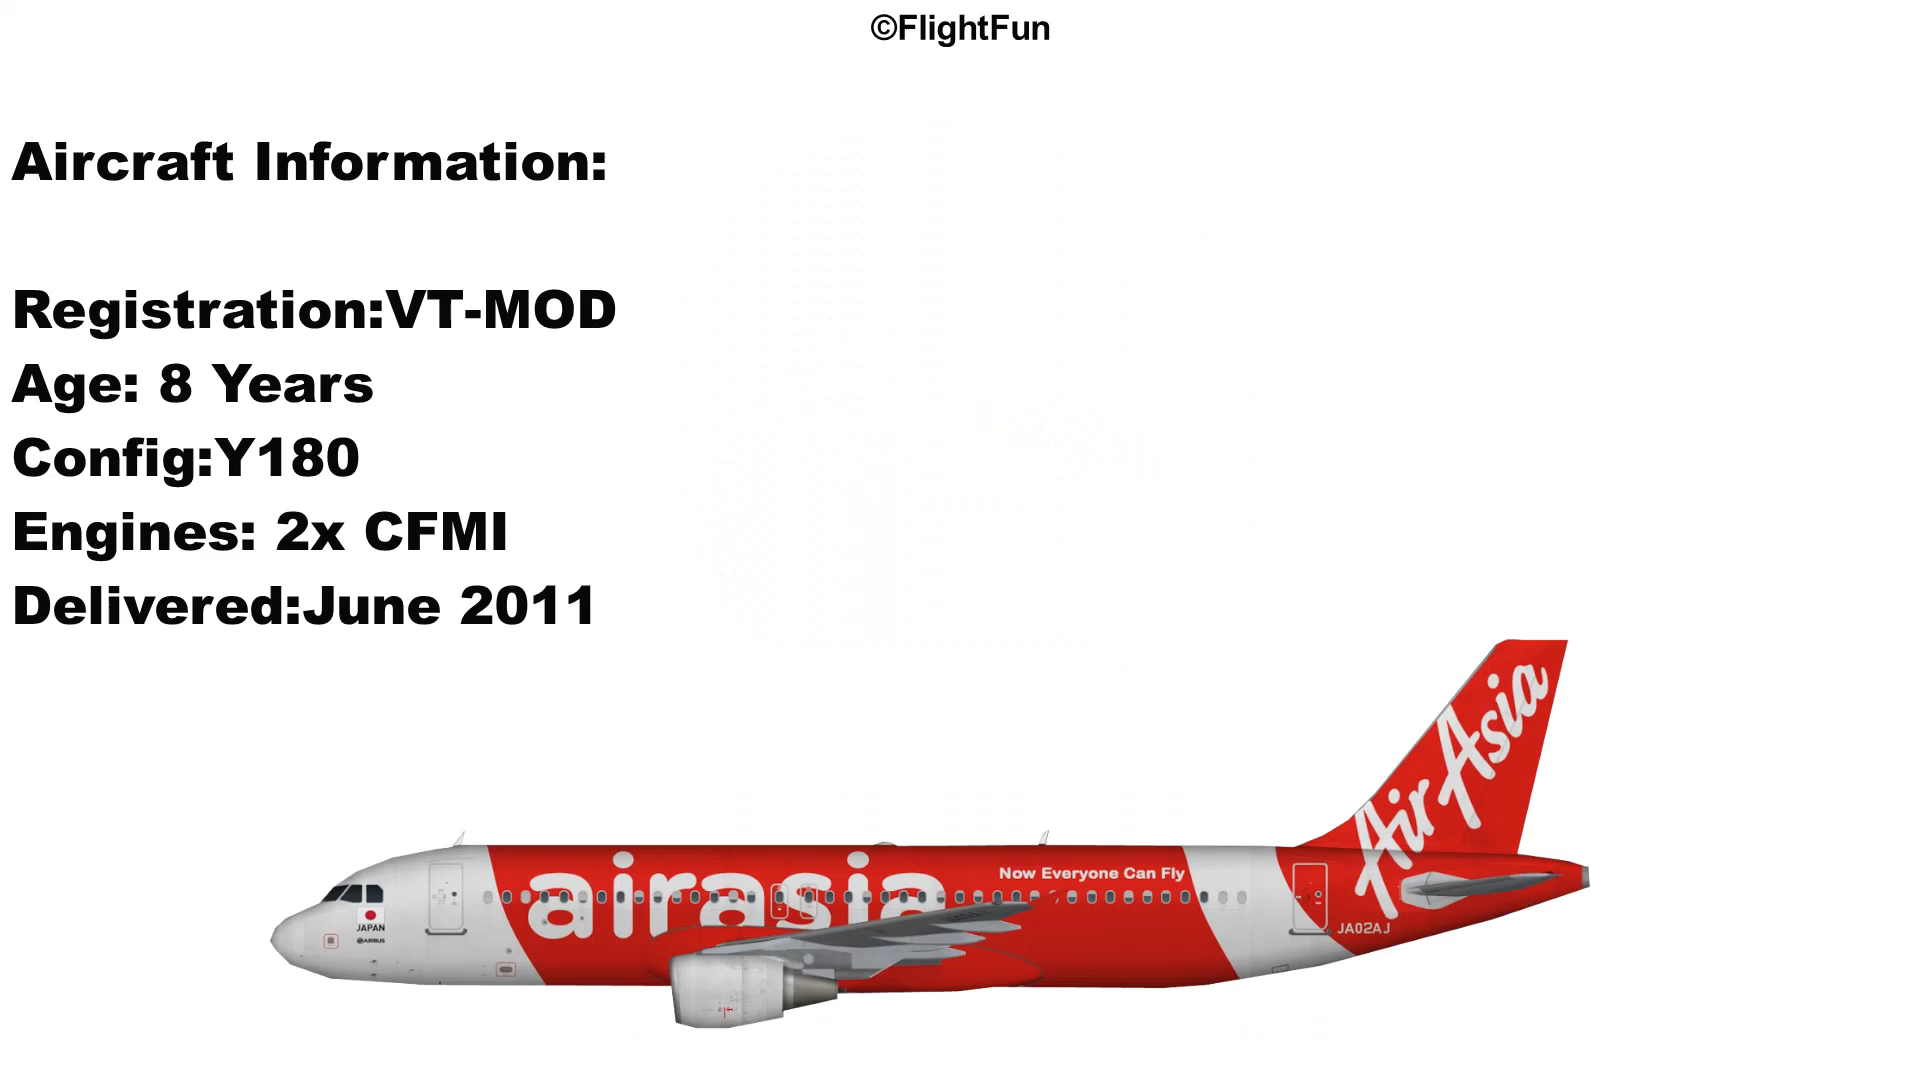 ©FlightFun
Aircraft Information:
Registration:VT-MOD
Age: 8 Years
Config:Y180
Engines: 2x CFMI
Delivered:June 2011
AirAsia
airasia
Now Everyone Can Fly
JAPAN
AIRBUS
JA02AJ